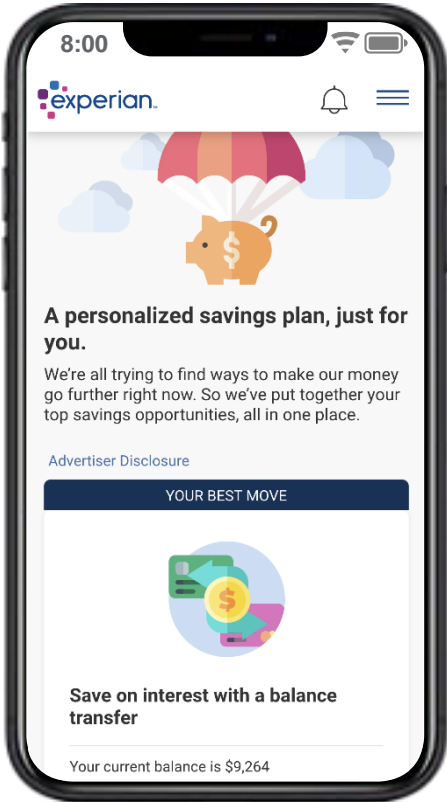 8:00
experian™
A personalized savings plan, just for
you.
We’re all trying to find ways to make our money
go further right now. So we’ve put together your
top savings opportunities, all in one place.
Advertiser Disclosure
YOUR BEST MOVE
$
$
Save on interest with a balance
transfer
Your current balance is $9,264